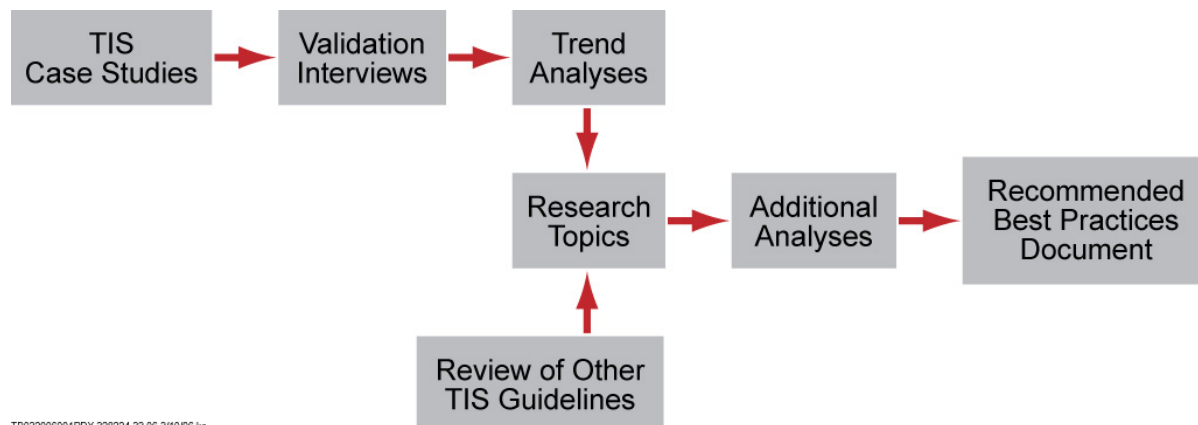 TIS
Case Studies
Validation
Interviews
Trend
Analyses
Research
Topics
Additional
Analyses
Recommended
Best Practices
Document
Review of Other
TIS Guidelines